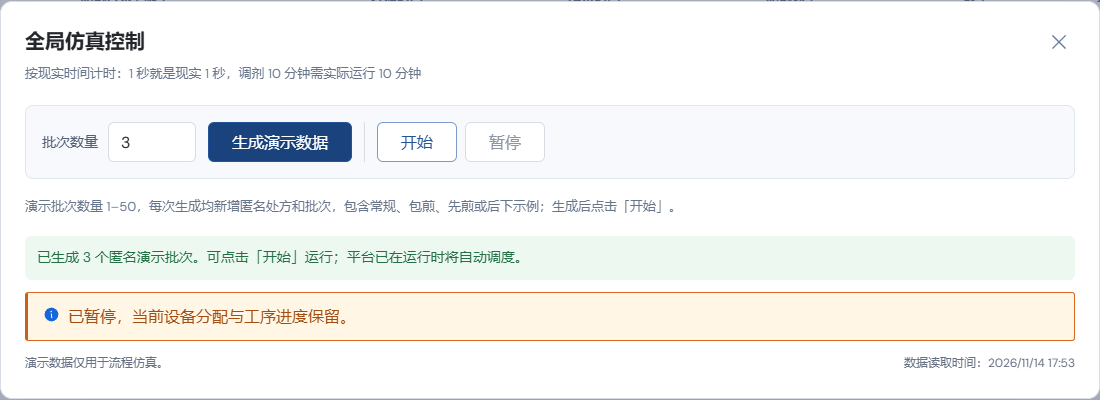 全局仿真控制
按现实时间计时：1 秒就是现实 1 秒，调剂 10 分钟需实际运行 10 分钟
批次数量 3 生成演示数据 开始 暂停
演示批次数量 1–50，每次生成均新增匿名处方和批次，包含常规、包煎、先煎或后下示例；生成后点击「开始」。
已生成 3 个匿名演示批次。可点击「开始」运行；平台已在运行时将自动调度。
已暂停，当前设备分配与工序进度保留。
演示数据仅用于流程仿真。 数据读取时间：2026/11/14 17:53